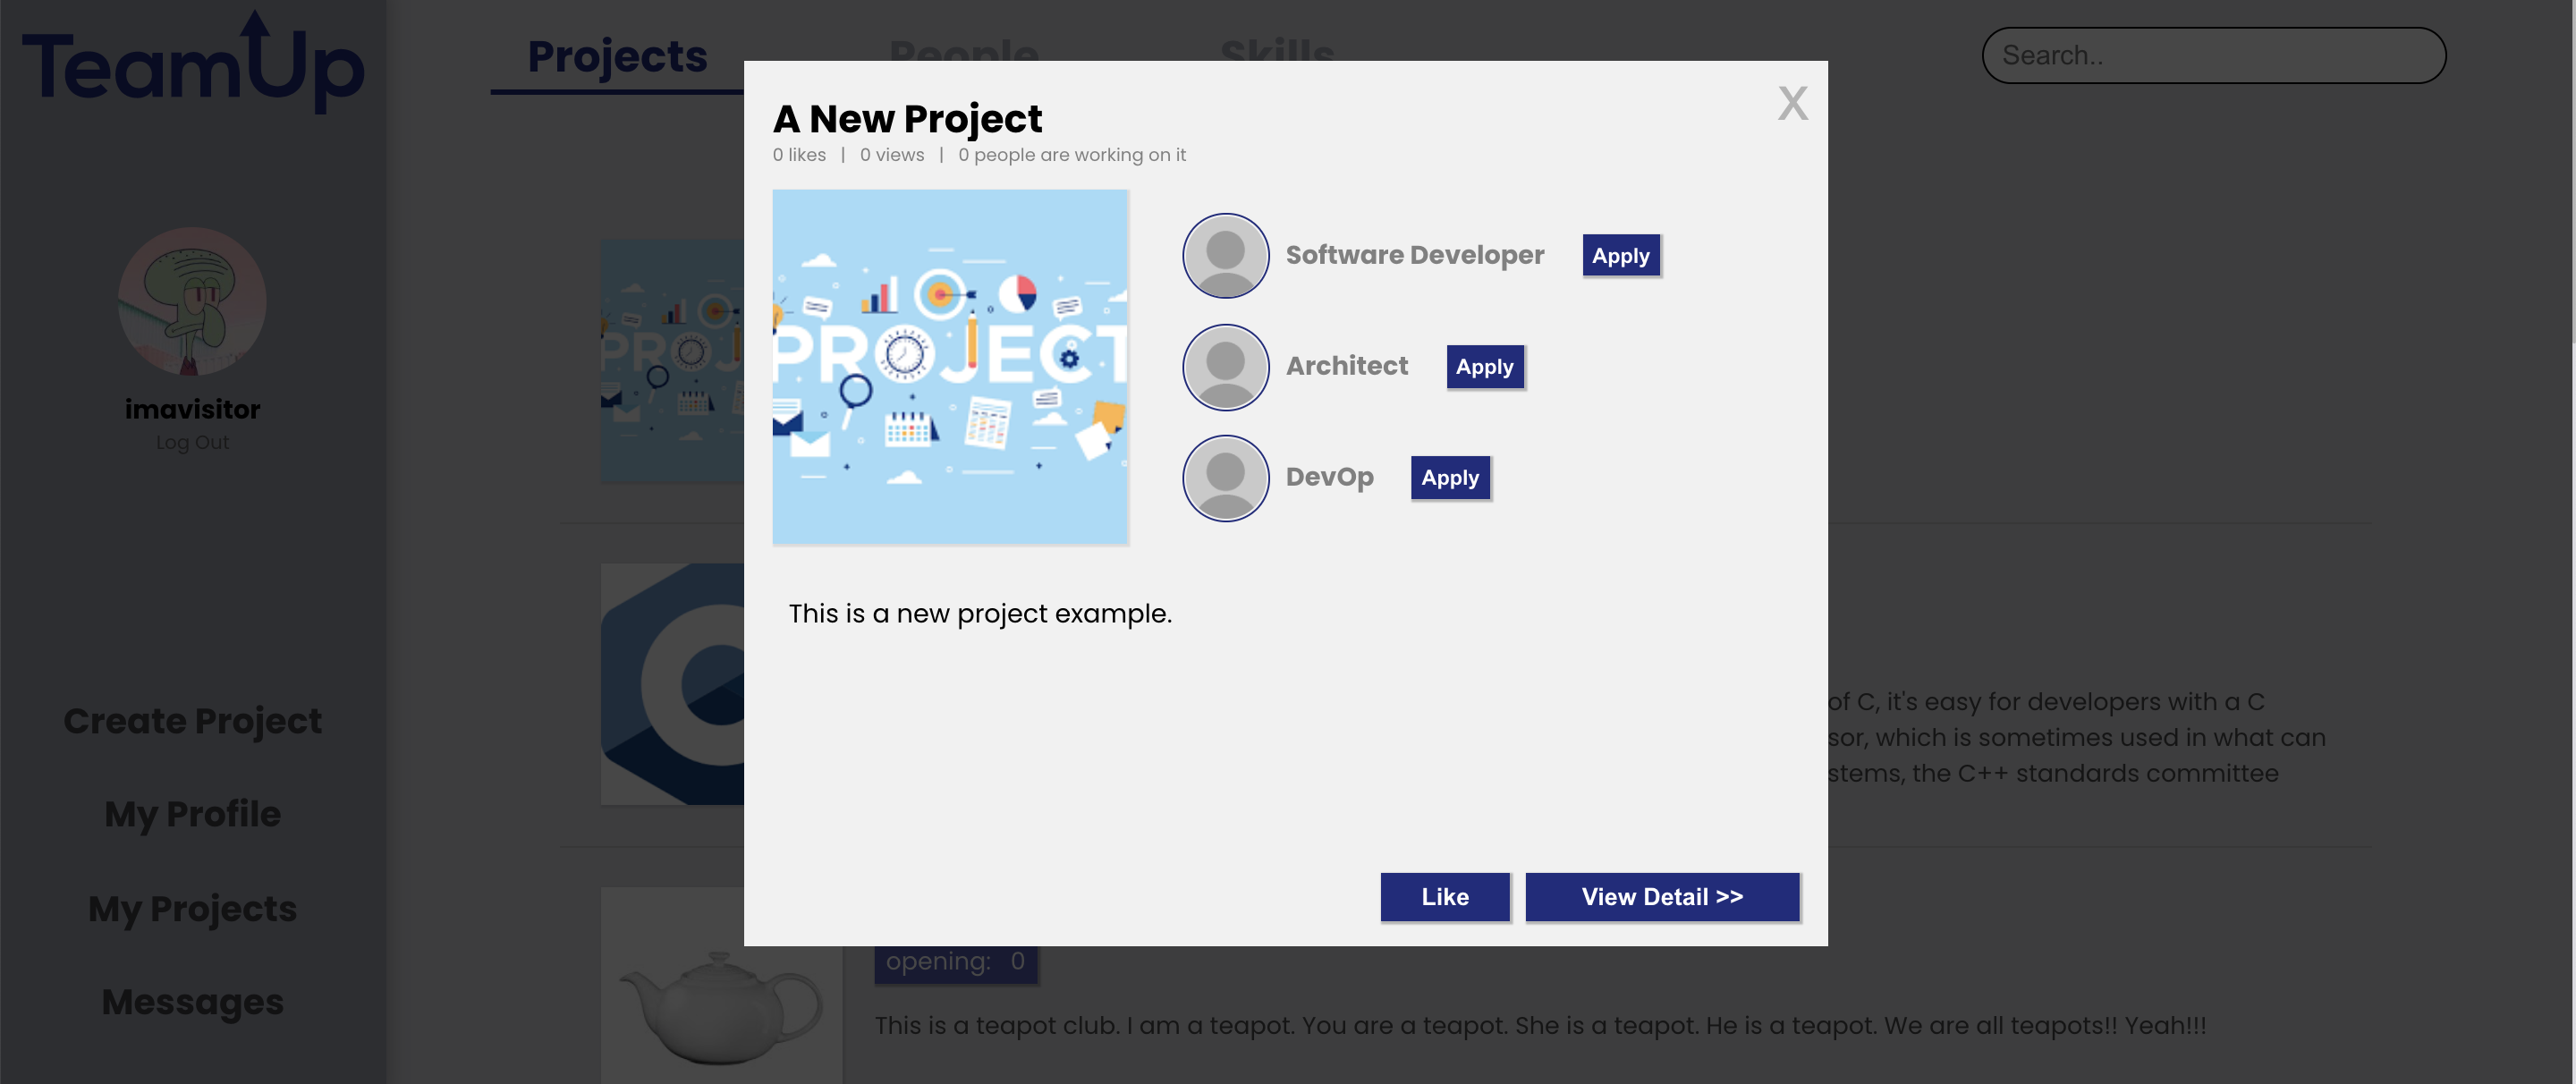 TeamUp
Projects
People
Skills
Search..
imavisitor
Log Out
Create Project
My Profile
My Projects
Messages
A New Project
X
0 likes | 0 views | 0 people are working on it
PROJECT
PROJ
Software Developer
Apply
Architect
Apply
DevOp
Apply
This is a new project example.
Like
View Detail >>
of C, it's easy for developers with a C
sor, which is sometimes used in what can
stems, the C++ standards committee
opening: 0
This is a teapot club. I am a teapot. You are a teapot. She is a teapot. He is a teapot. We are all teapots!! Yeah!!!